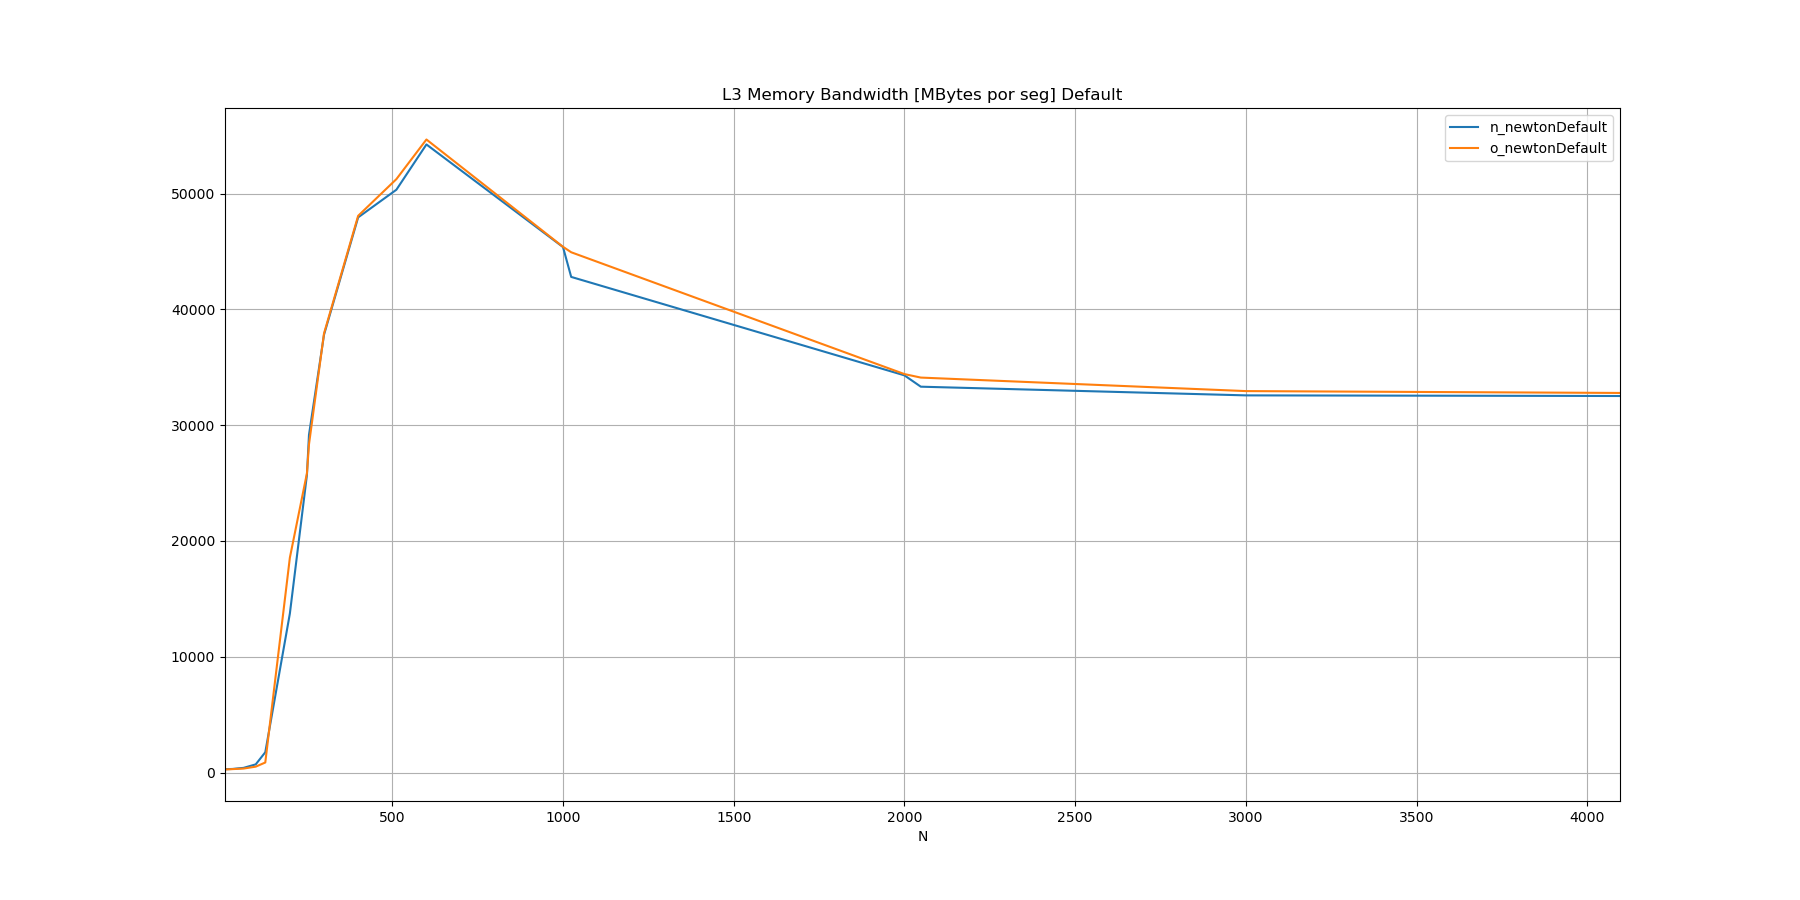 L3 Memory Bandwidth [MBytes por seg] Default
n_newtonDefault
o_newtonDefault
50000
40000
30000
20000
10000
0
500 1000 1500 2000 2500 3000 3500 4000
N